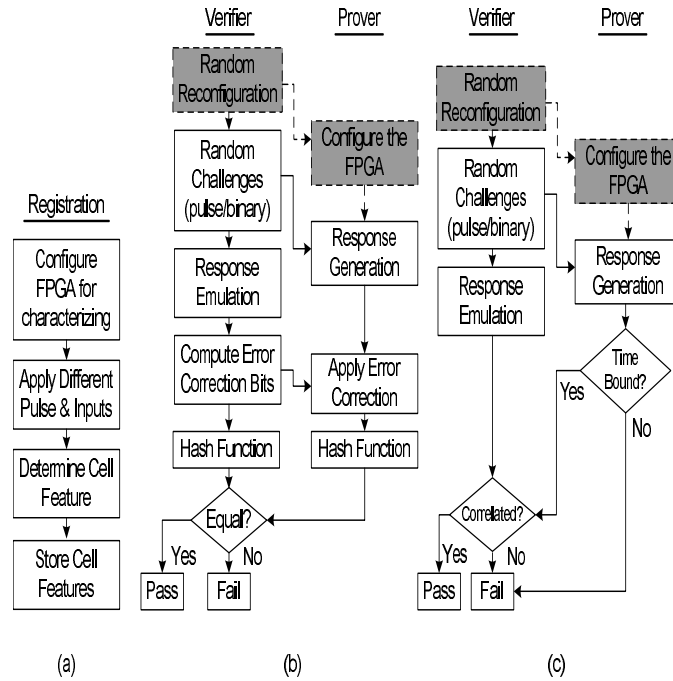 Registration
Configure
FPGA for
characterizing
Apply Different
Pulse & Inputs
Determine Cell
Feature
Store Cell
Features
(a)
Verifier
Prover
Random
Reconfiguration
Configure the
FPGA
Random
Challenges
(pulse/binary)
Response
Generation
Response
Emulation
Compute Error
Correction Bits
Apply Error
Correction
Hash Function
Hash Function
Equal?
Yes
No
Pass
Fail
(b)
Verifier
Prover
Random
Reconfiguration
Configure the
FPGA
Random
Challenges
(pulse/binary)
Response
Generation
Response
Emulation
Time
Bound?
Yes
No
Correlated?
Yes
No
Pass
Fail
(c)